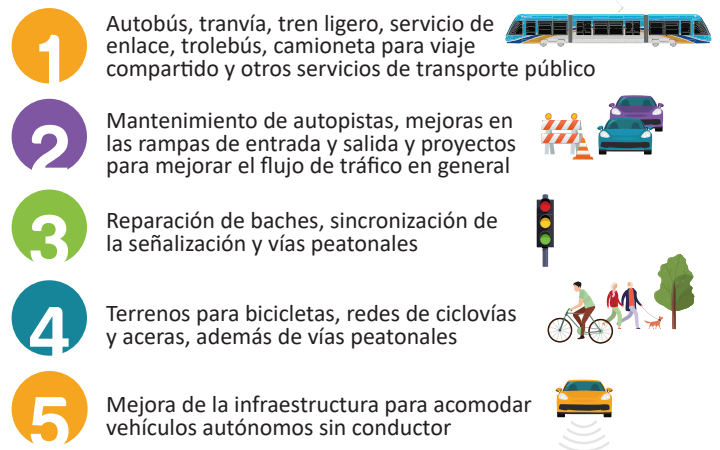 1
Autobús, tranvía, tren ligero, servicio de
enlace, trolebús, camioneta para viaje
compartido y otros servicios de transporte público
2
Mantenimiento de autopistas, mejoras en
las rampas de entrada y salida y proyectos
para mejorar el flujo de tráfico en general
3
Reparación de baches, sincronización de
la señalización y vías peatonales
4
Terrenos para bicicletas, redes de ciclovías
y aceras, además de vías peatonales
5
Mejora de la infraestructura para acomodar
vehículos autónomos sin conductor